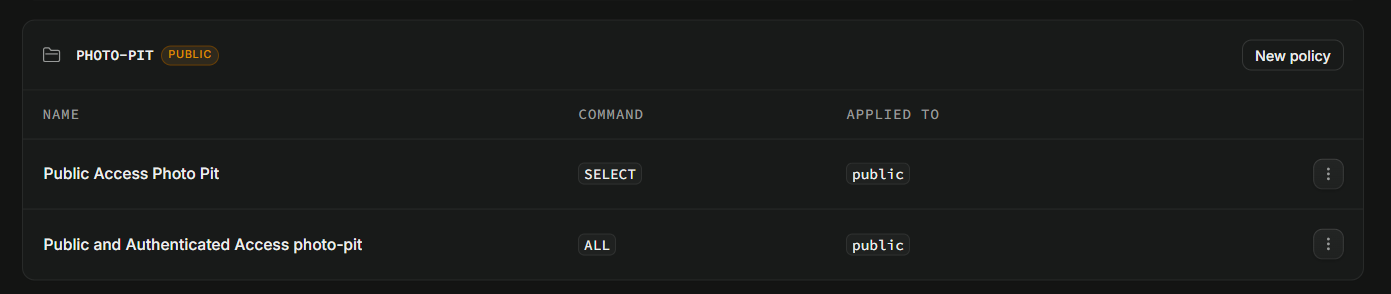 PHOTO-PIT PUBLIC New policy
NAME COMMAND APPLIED TO
Public Access Photo Pit SELECT public
Public and Authenticated Access photo-pit ALL public